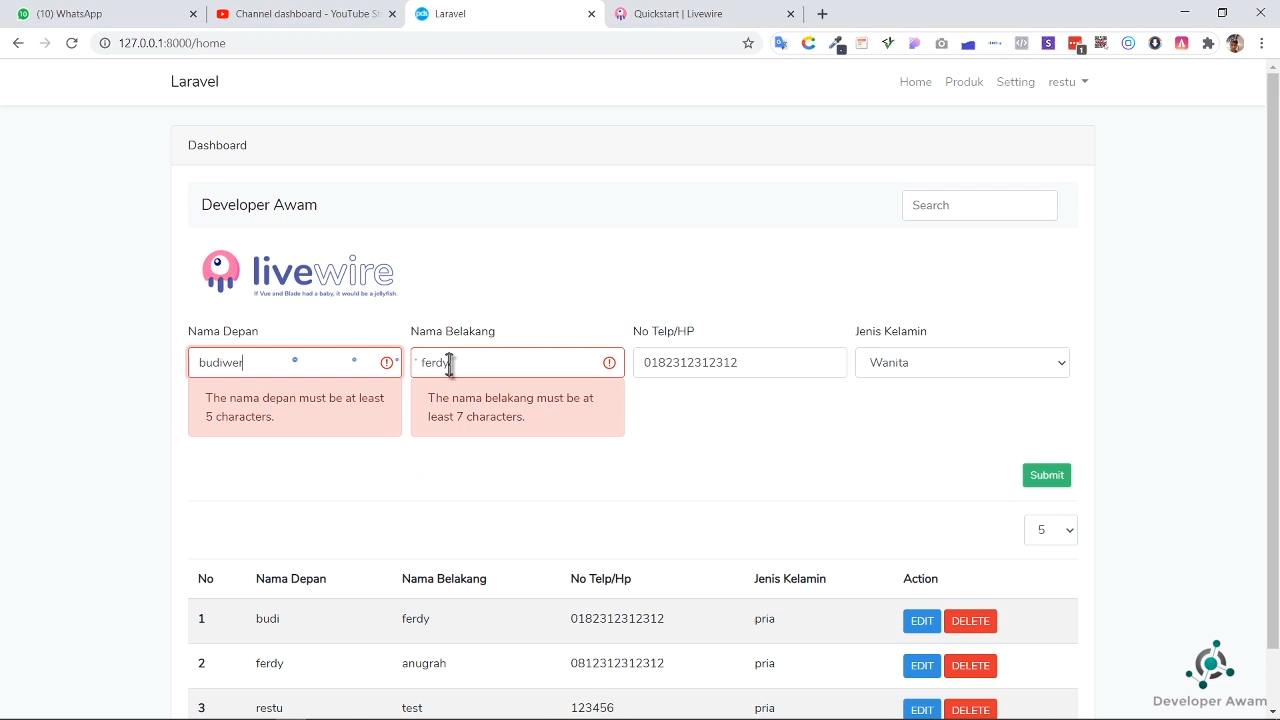 (10) WhatsApp
Channel dashboard - YouTube St
Laravel
Quickstart | Livewire
127.0.0.1:8000/home
Laravel
Home Produk Setting restu
Dashboard
Developer Awam
Search
livewire
If Vue and Blade had a baby, it would be a jellyfish.
Nama Depan Nama Belakang No Telp/HP Jenis Kelamin
budiwer ferdy 0182312312312 Wanita
The nama depan must be at least
5 characters.
The nama belakang must be at
least 7 characters.
Submit
5
No Nama Depan Nama Belakang No Telp/Hp Jenis Kelamin Action
1 budi ferdy 0182312312312 pria EDIT DELETE
2 ferdy anugrah 0812312312312 pria EDIT DELETE
3 restu test 123456 pria EDIT DELETE
Developer Awam